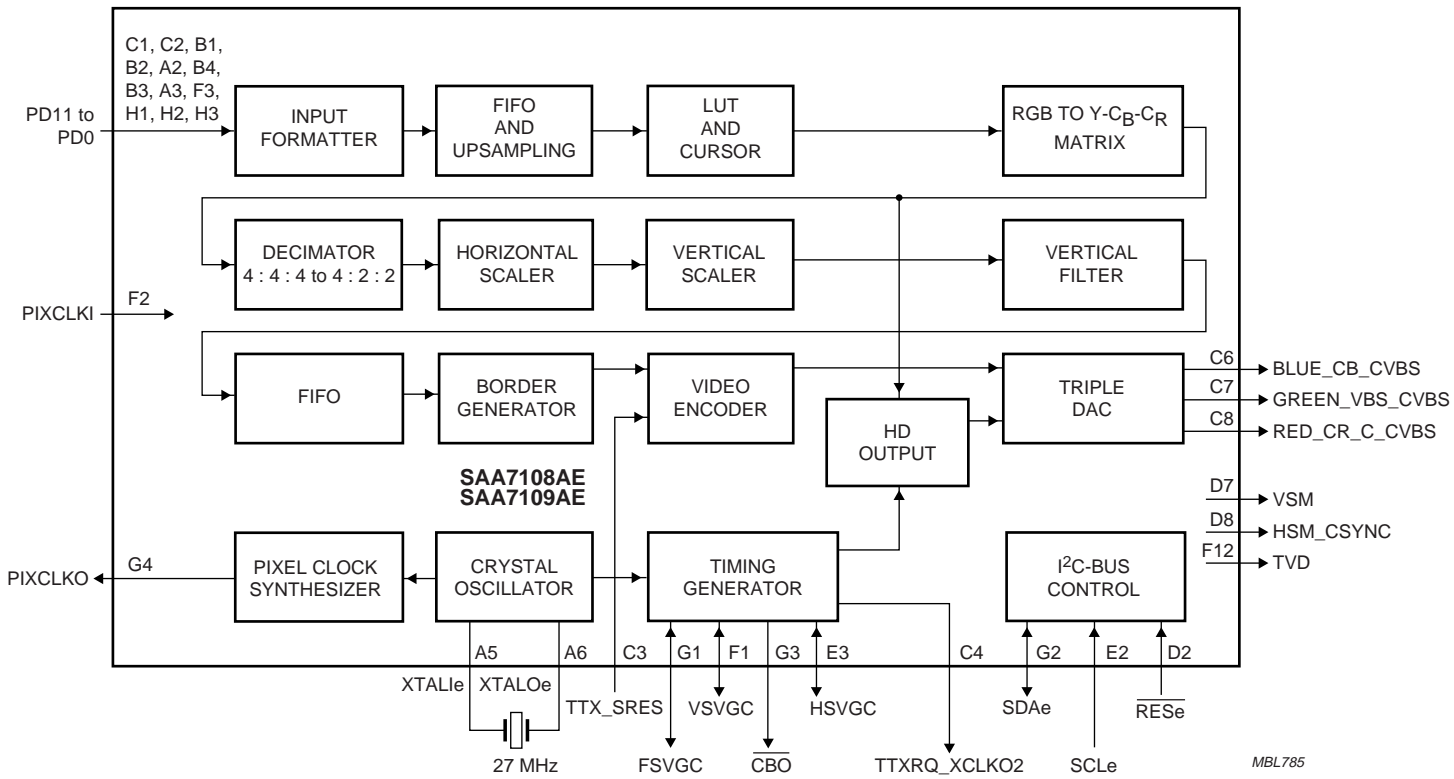 C1, C2, B1,
B2, A2, B4,
B3, A3, F3,
H1, H2, H3
PD11 to
PD0
INPUT
FORMATTER
FIFO
AND
UPSAMPLING
LUT
AND
CURSOR
RGB TO Y-CB-CR
MATRIX
DECIMATOR
4 : 4 : 4 to 4 : 2 : 2
HORIZONTAL
SCALER
VERTICAL
SCALER
VERTICAL
FILTER
PIXCLKI
F2
FIFO
BORDER
GENERATOR
VIDEO
ENCODER
HD
OUTPUT
TRIPLE
DAC
C6
BLUE_CB_CVBS
C7
GREEN_VBS_CVBS
C8
RED_CR_C_CVBS
SAA7108AE
SAA7109AE
D7
VSM
D8
HSM_CSYNC
F12
TVD
PIXCLKO
G4
PIXEL CLOCK
SYNTHESIZER
CRYSTAL
OSCILLATOR
TIMING
GENERATOR
I2C-BUS
CONTROL
A5
A6
C3
G1
F1
G3
E3
C4
G2
E2
D2
XTALIe
XTALOe
TTX_SRES
VSVGC
HSVGC
SDAe
RESe
27 MHz
FSVGC
CBO
TTXRQ_XCLKO2
SCLe
MBL785